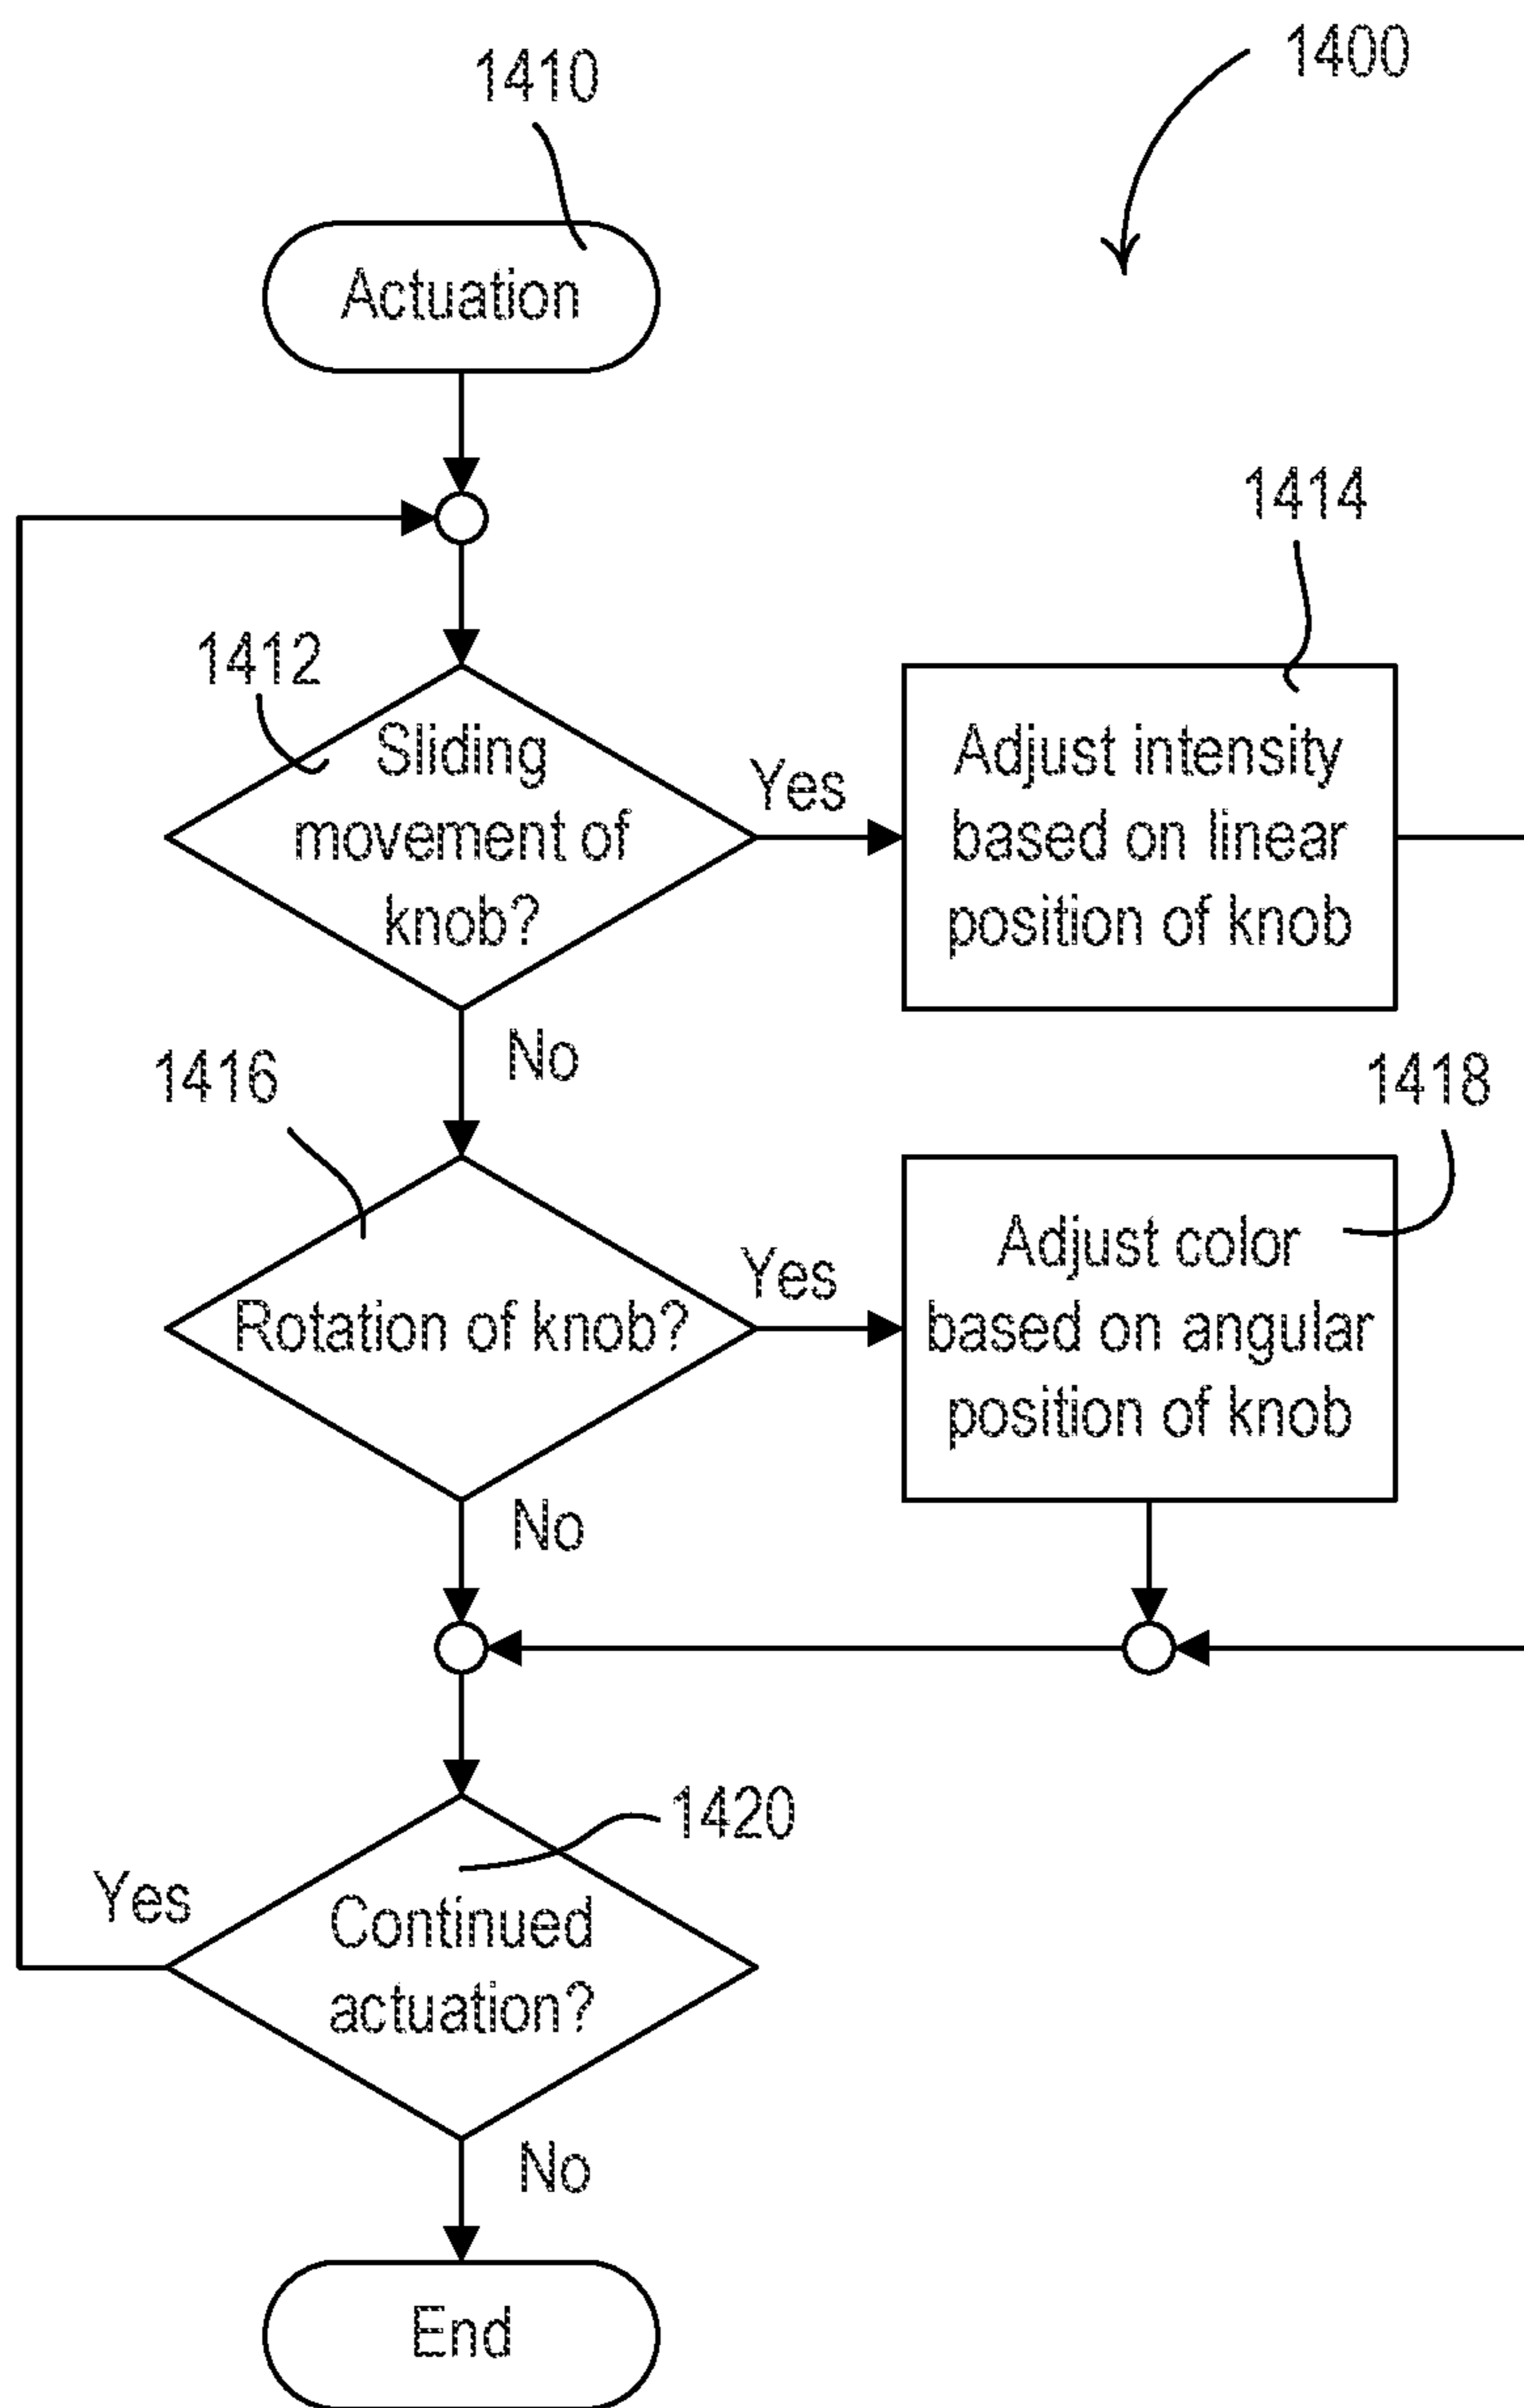 1400
1410
Actuation
1412
Sliding
movement of
knob?
Yes
1414
Adjust intensity
based on linear
position of knob
No
1416
Rotation of knob?
Yes
1418
Adjust color
based on angular
position of knob
No
1420
Continued
actuation?
Yes
No
End